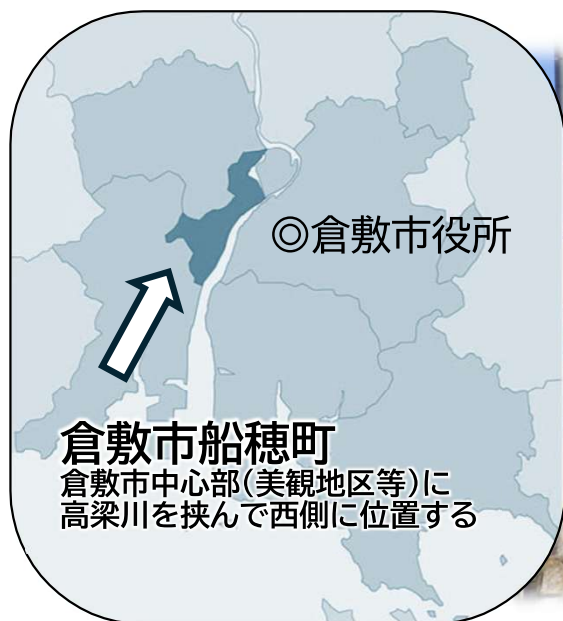 ◎倉敷市役所
倉敷市船穂町
倉敷市中心部(美観地区等)に
高梁川を挟んで西側に位置する